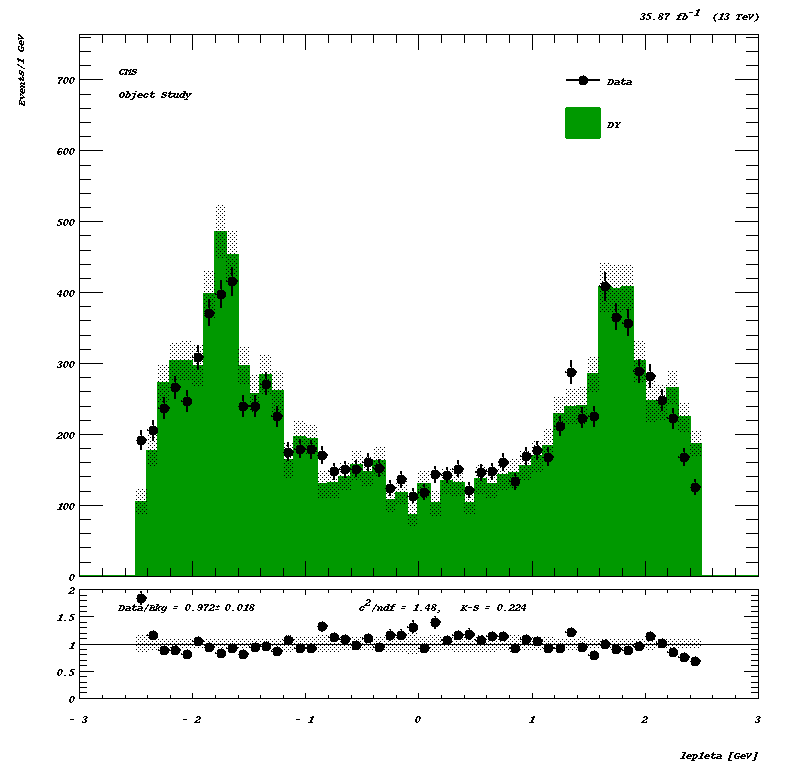 35.87 fb-1 (13 TeV)
Events/1 GeV
CMS
Object Study
Data
DY
700
600
500
400
300
200
100
0
Data/Bkg = 0.972± 0.018
c2/ndf = 1.48, K-S = 0.224
2
1.5
1
0.5
0
- 3
- 2
- 1
0
1
2
3
lep1eta [GeV]